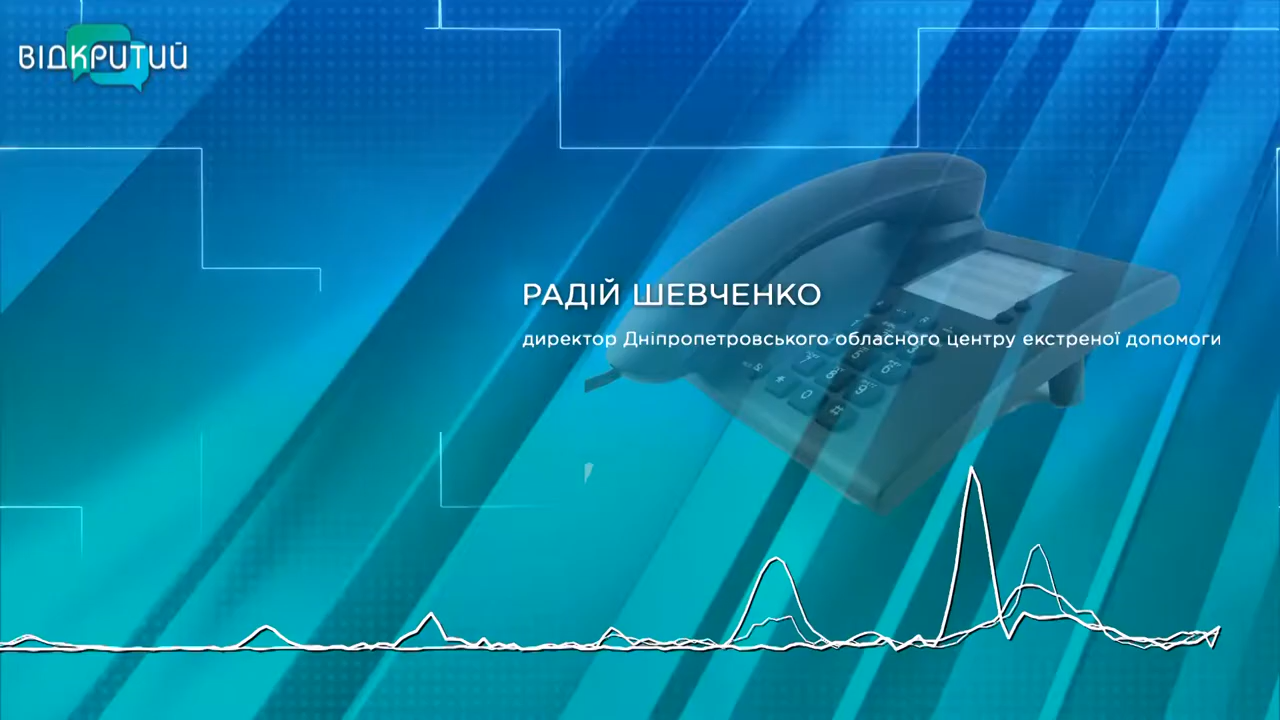 ВІДКРИТИЙ
РАДІЙ ШЕВЧЕНКО
директор Дніпропетровського обласного центру екстреної допомоги